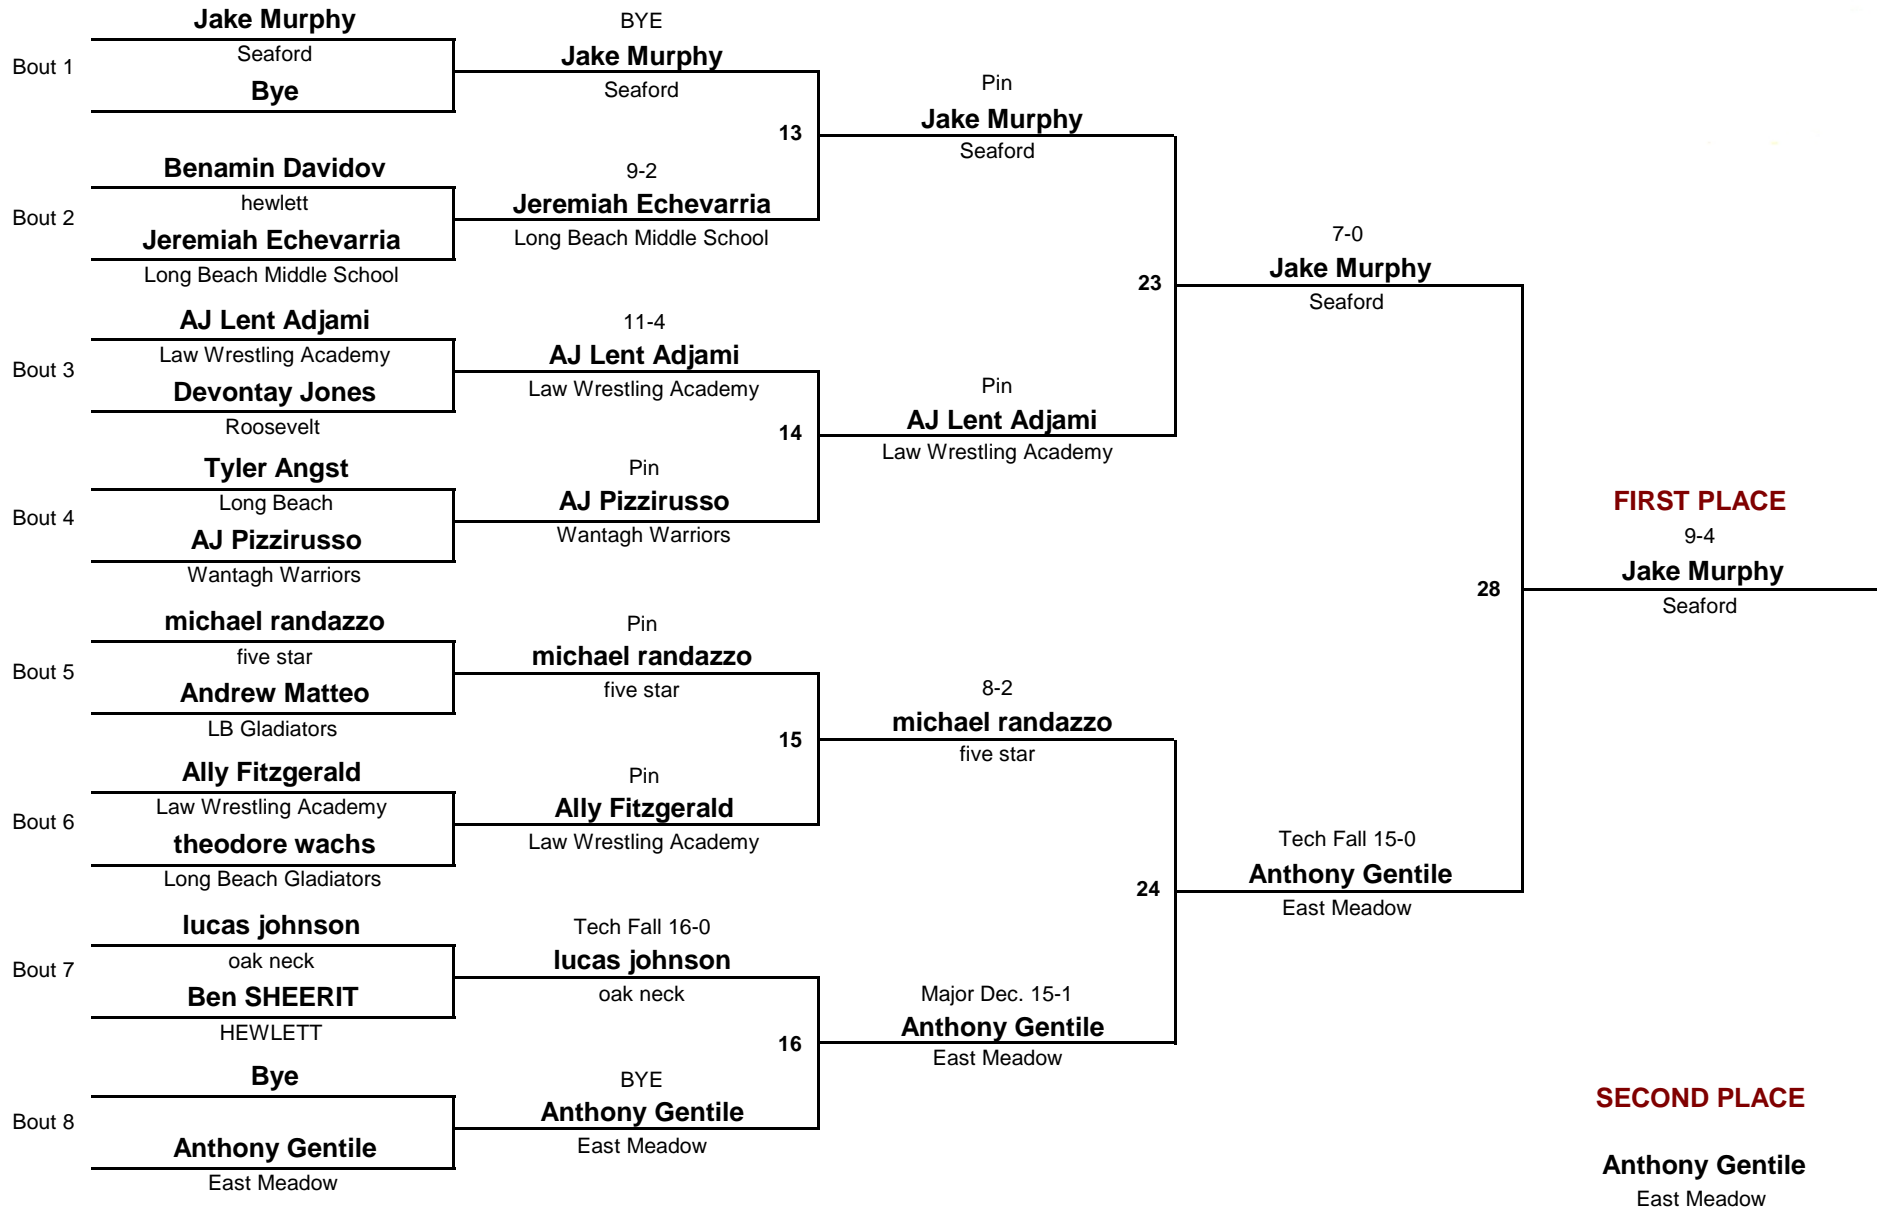 Jake Murphy
Bout 1
Seaford
Bye
Benamin Davidov
Bout 2
hewlett
Jeremiah Echevarria
Long Beach Middle School
AJ Lent Adjami
Bout 3
Law Wrestling Academy
Devontay Jones
Roosevelt
Tyler Angst
Bout 4
Long Beach
AJ Pizzirusso
Wantagh Warriors
michael randazzo
Bout 5
five star
Andrew Matteo
LB Gladiators
Ally Fitzgerald
Bout 6
Law Wrestling Academy
theodore wachs
Long Beach Gladiators
lucas johnson
Bout 7
oak neck
Ben SHEERIT
HEWLETT
Bye
Bout 8
Anthony Gentile
East Meadow
BYE
Jake Murphy
Seaford
13
9-2
Jeremiah Echevarria
Long Beach Middle School
11-4
AJ Lent Adjami
Law Wrestling Academy
14
Pin
AJ Pizzirusso
Wantagh Warriors
Pin
michael randazzo
five star
15
Pin
Ally Fitzgerald
Law Wrestling Academy
Tech Fall 16-0
lucas johnson
oak neck
16
BYE
Anthony Gentile
East Meadow
Pin
Jake Murphy
Seaford
23
Pin
AJ Lent Adjami
Law Wrestling Academy
8-2
michael randazzo
five star
24
Major Dec. 15-1
Anthony Gentile
East Meadow
7-0
Jake Murphy
Seaford
28
Tech Fall 15-0
Anthony Gentile
East Meadow
FIRST PLACE
9-4
Jake Murphy
Seaford
SECOND PLACE
Anthony Gentile
East Meadow